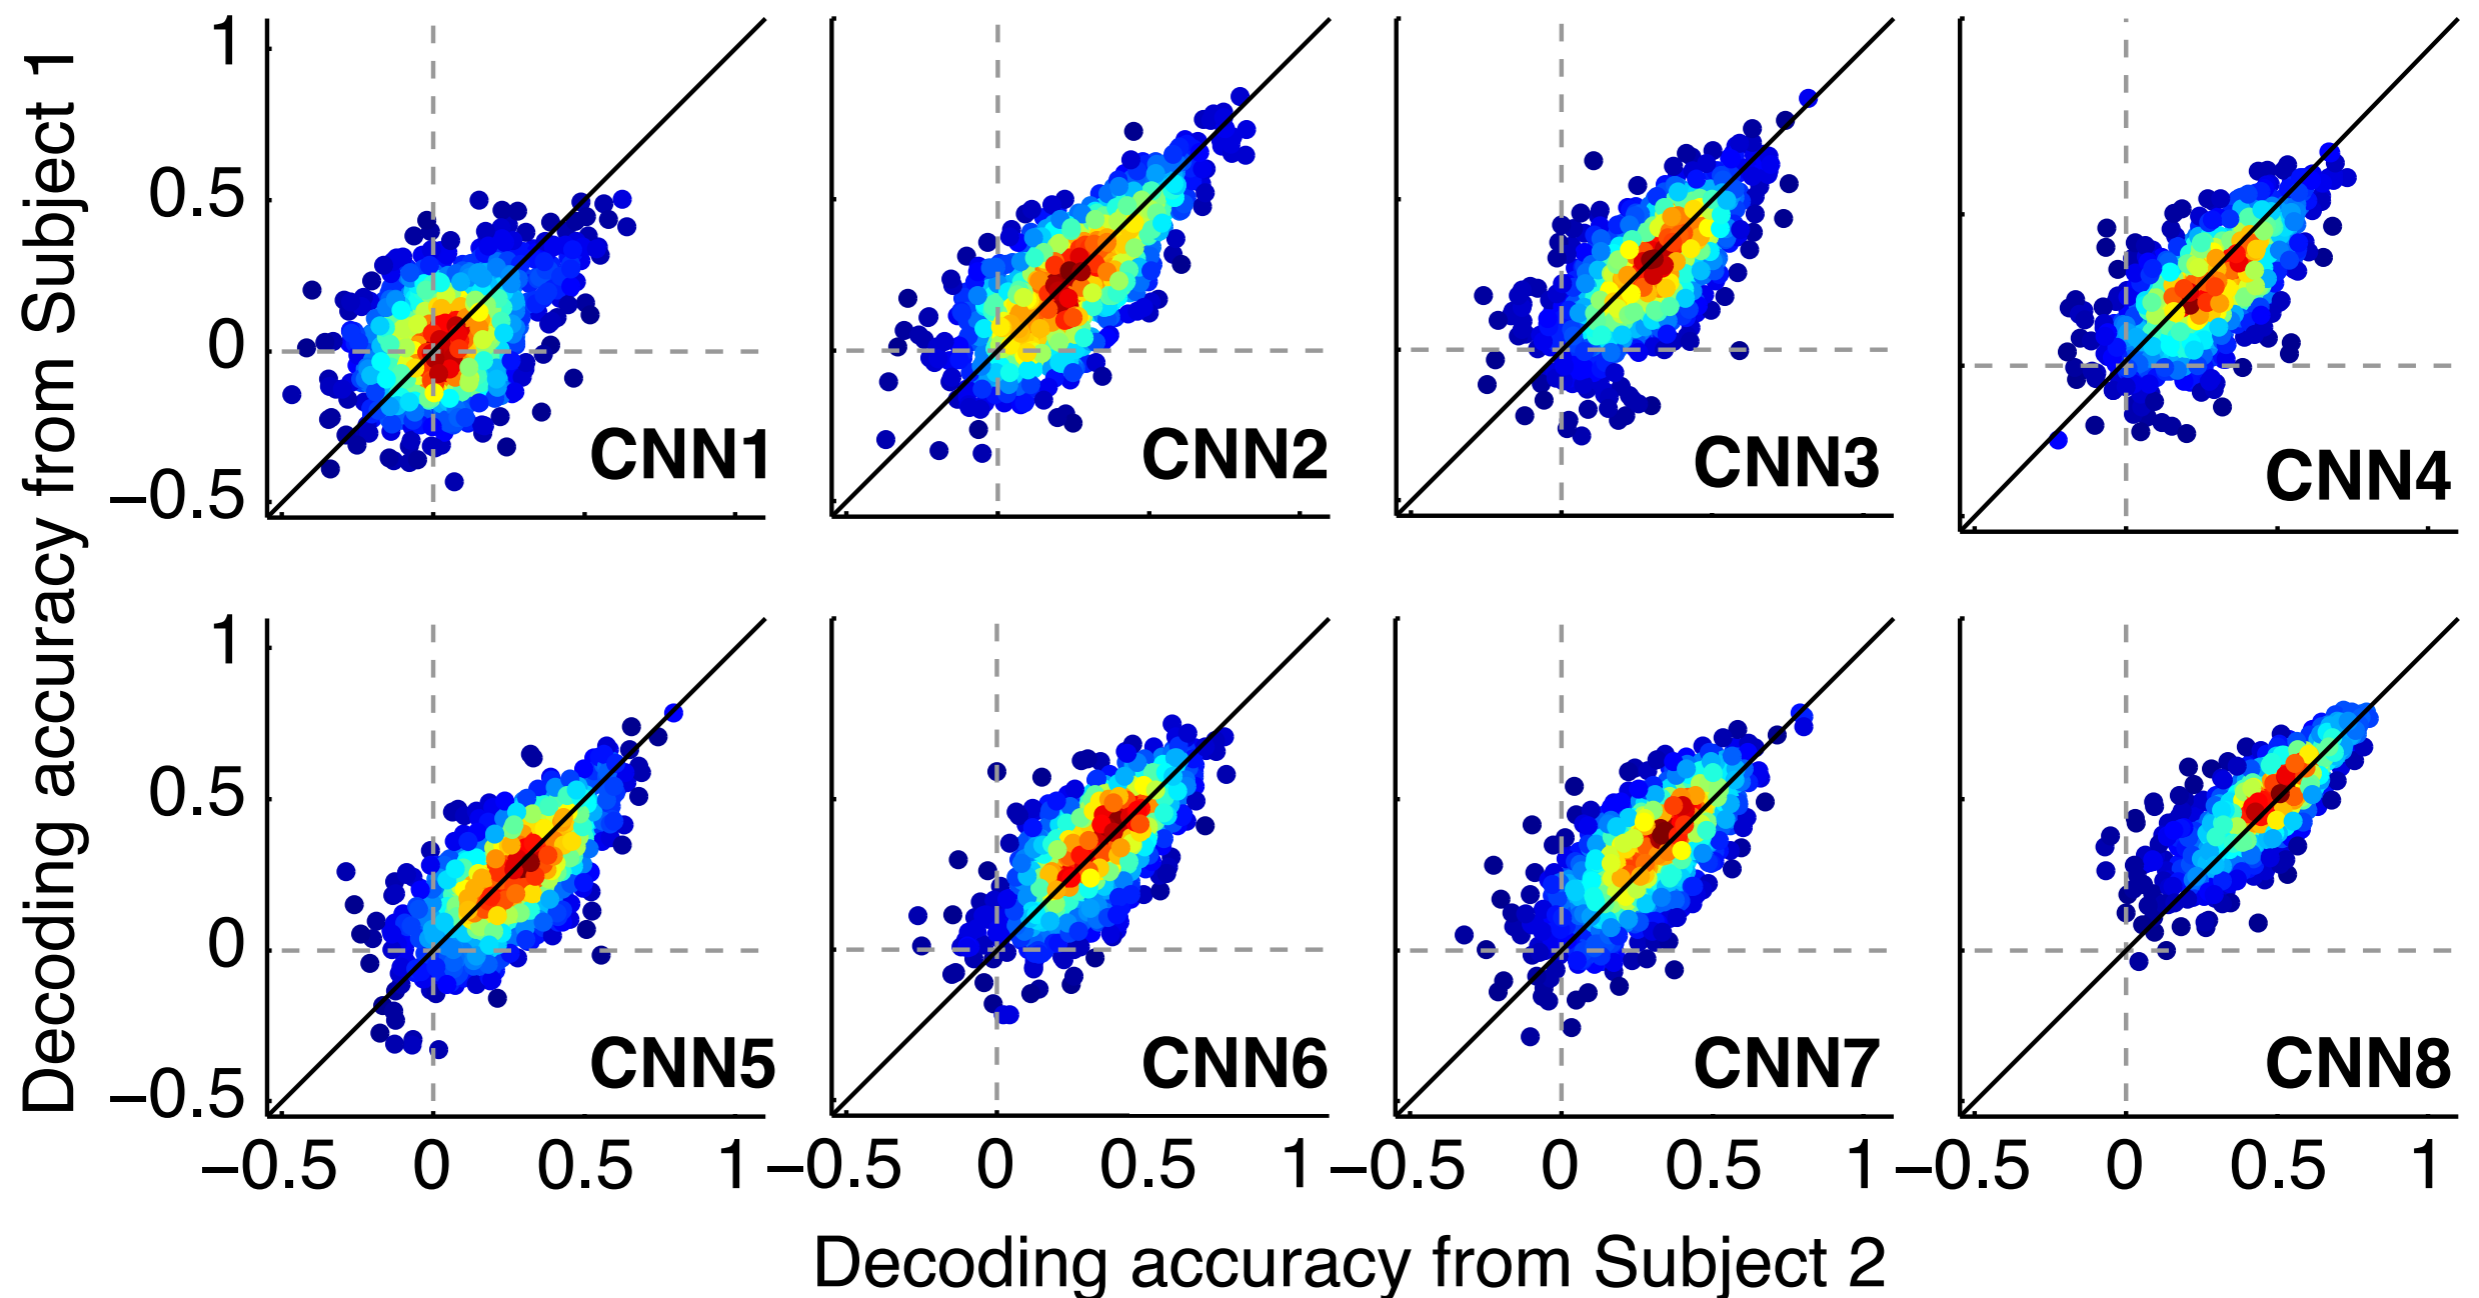 Decoding accuracy from Subject 1
1
0.5
0
−0.5
CNN1
CNN2
CNN3
CNN4
1
0.5
0
−0.5
CNN5
CNN6
CNN7
CNN8
−0.5 0 0.5 1 −0.5 0 0.5 1 −0.5 0 0.5 1 −0.5 0 0.5 1
Decoding accuracy from Subject 2